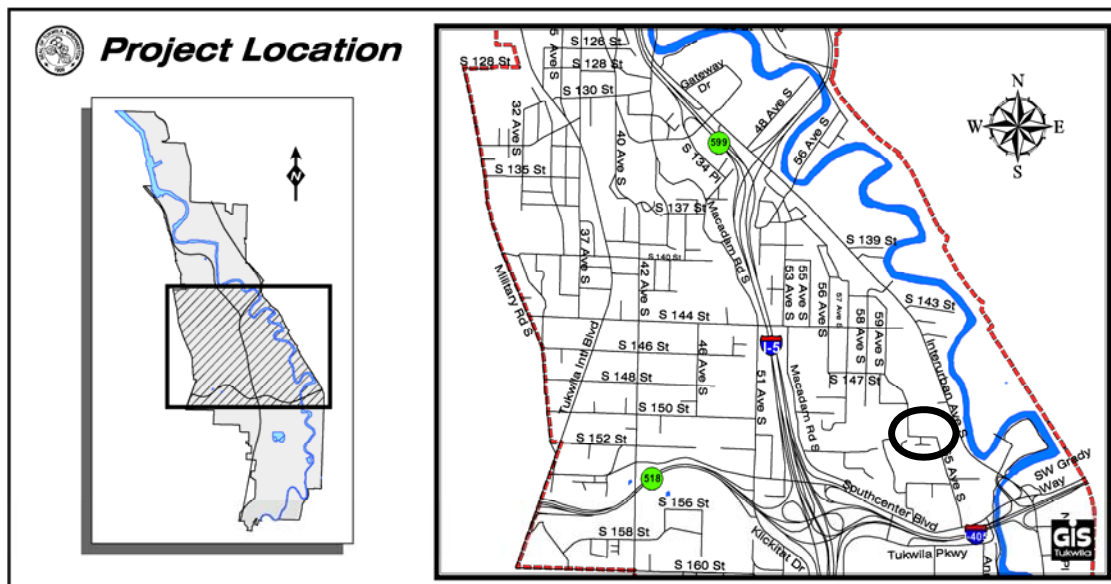 Project Location
N
N
W
E
S
S 126 St
S 128 St
S 128 St
S 130 St
Gateway
Dr
32 Ave S
40 Ave S
48 Ave S
56 Ave S
599
S 134 Pl
S 135 St
S 137 St
Macadam Rd S
37 Ave S
S 139 St
S 140 St
42 Ave S
Military Rd S
53 Ave S
55 Ave S
56 Ave S
57 Ave S
58 Ave S
59 Ave S
S 143 St
S 144 St
Interurban Ave S
I-5
S 146 St
46 Ave S
S 147 St
S 148 St
Tukwila Intl Blvd
51 Ave S
Macadam Rd S
S 150 St
S 152 St
518
SW Grady
Way
Southcenter Blvd
S 156 St
S 158 St
Klickitat Dr
Tukwila Pkwy
S 160 St
GIS
Tukwila